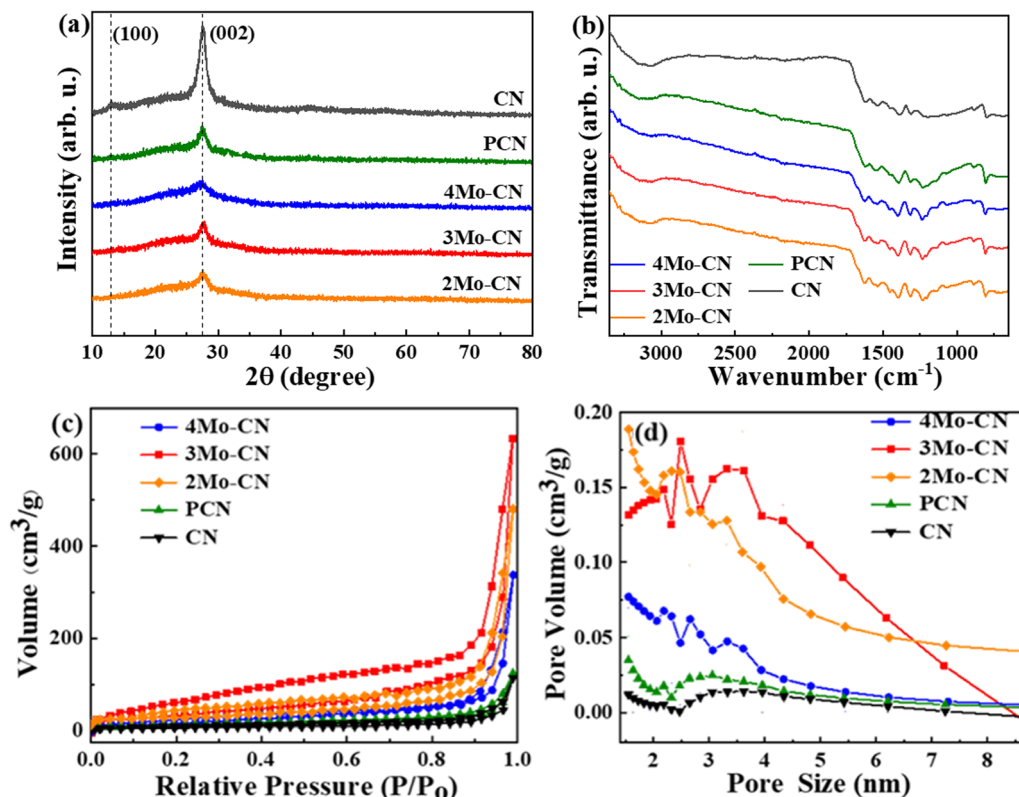 (a)
(100)
(002)
CN
PCN
4Mo-CN
3Mo-CN
2Mo-CN
Intensity (arb. u.)
10 20 30 40 50 60 70 80
2θ (degree)
(b)
Transmittance (arb. u.)
4Mo-CN
3Mo-CN
2Mo-CN
PCN
CN
3000 2500 2000 1500 1000
Wavenumber (cm⁻¹)
(c)
4Mo-CN
3Mo-CN
2Mo-CN
PCN
CN
Volume (cm³/g)
600
400
200
0
0.0 0.2 0.4 0.6 0.8 1.0
Relative Pressure (P/P₀)
(d)
4Mo-CN
3Mo-CN
2Mo-CN
PCN
CN
Pore Volume (cm³/g)
0.20
0.15
0.10
0.05
0.00
2 3 4 5 6 7 8
Pore Size (nm)